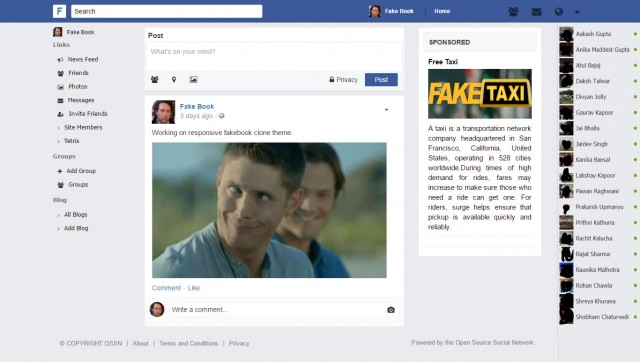 F
Search
Fake Book
Home
Fake Book
Links
News Feed
Friends
Photos
Messages
Invite Friends
Site Members
Tetris
Groups
Add Group
Groups
Blog
All Blogs
Add Blog
Post
What's on your mind?
Privacy
Post
Fake Book
5 days ago -
Working on responsive fakebook clone theme.
Comment Like
Write a comment...
SPONSORED
Free Taxi
FAKE TAXI
A taxi is a transportation network
company headquartered in San
Francisco, California, United
States, operating in 528 cities
worldwide.During times of high
demand for rides, fares may
increase to make sure those who
need a ride can get one. For
riders, surge helps ensure that
pickup is available quickly and
reliably.
Aakash Gupta
Anika Maddest Gupta
Atul Bajaj
Daksh Talwar
Divyan Jolly
Gaurav Kapoor
Jai Bhalla
Jaidev Singh
Kanika Bansal
Lakshay Kapoor
Pawan Raghwani
Prakarsh Upmanyu
Prithvi Kathuria
Rachit Kalucha
Rajat Sharma
Raunika Malhotra
Rohan Chawla
Shreya Khurana
Shubham Chaturvedi
© COPYRIGHT OSSN | About | Terms and Conditions | Privacy
Powered by the Open Source Social Network.